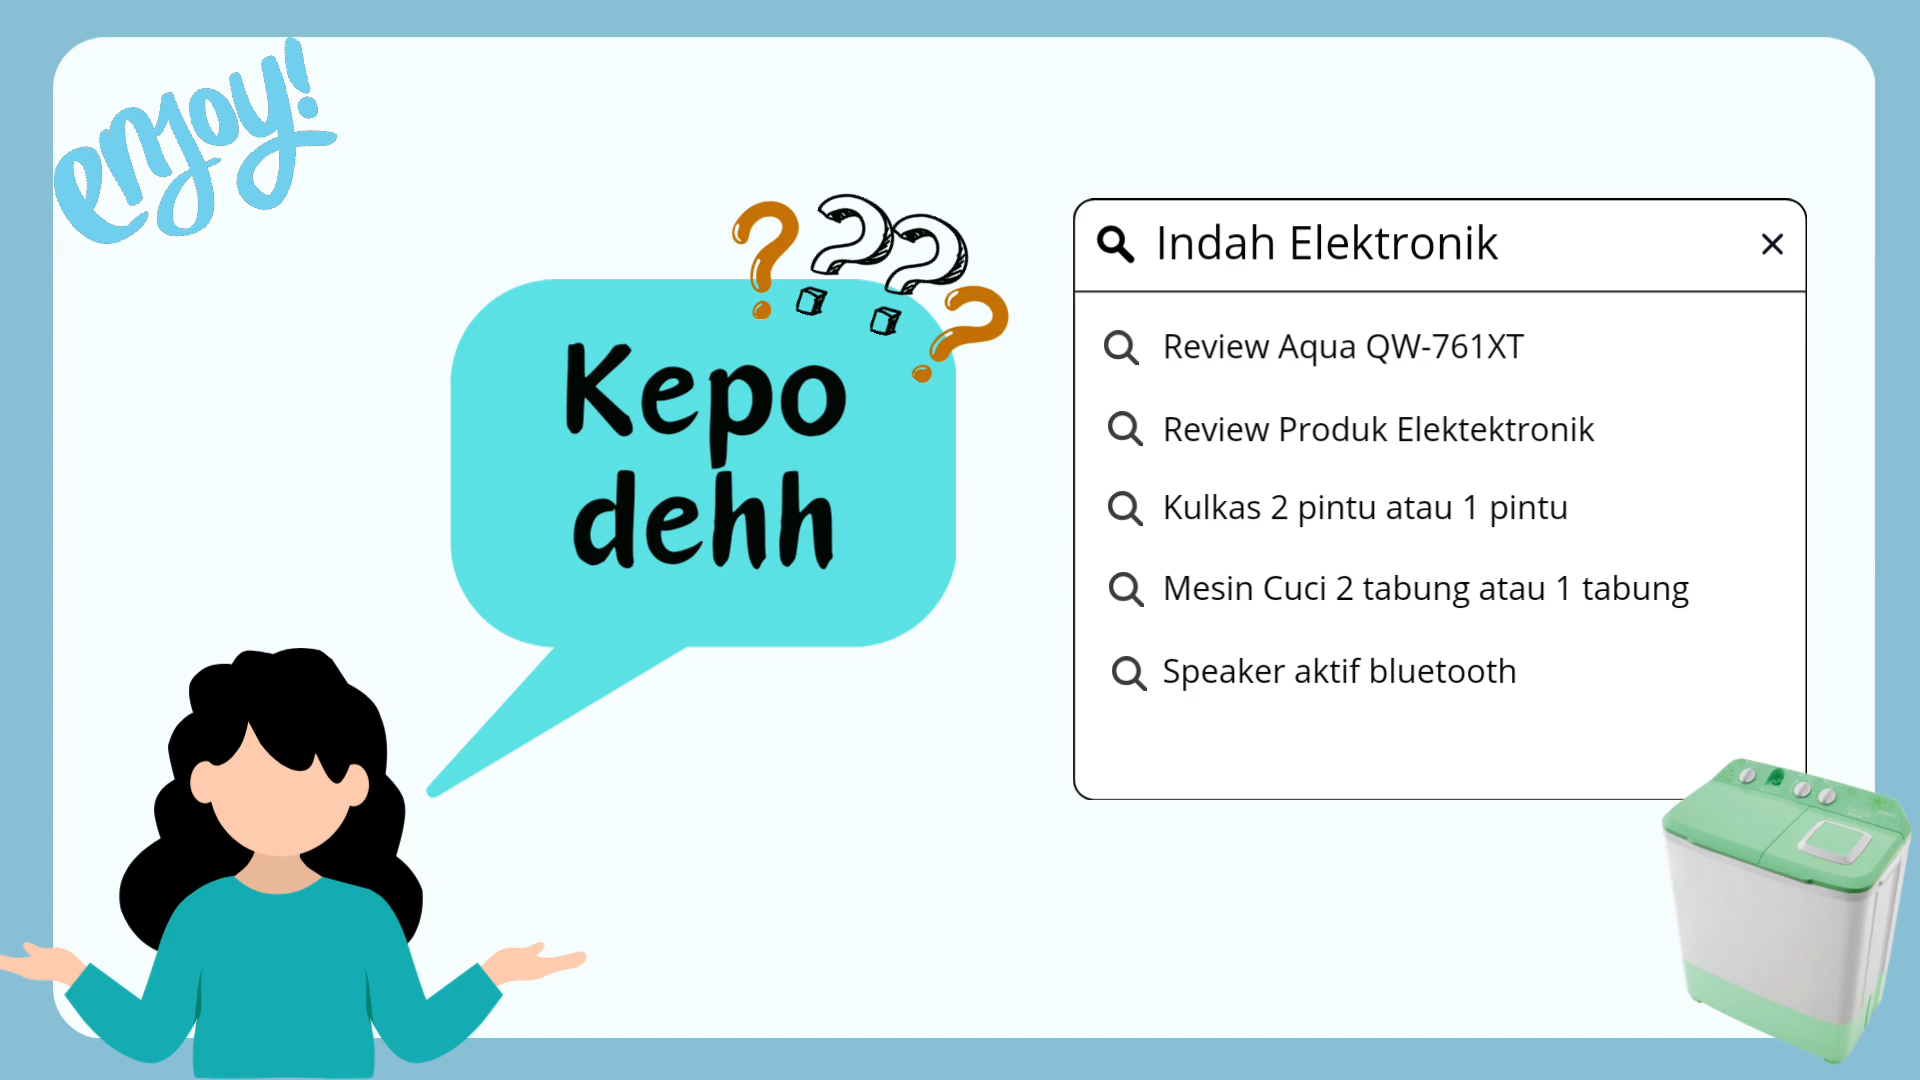 enjoy!
Kepo
dehh
Indah Elektronik
Review Aqua QW-761XT
Review Produk Elektektronik
Kulkas 2 pintu atau 1 pintu
Mesin Cuci 2 tabung atau 1 tabung
Speaker aktif bluetooth